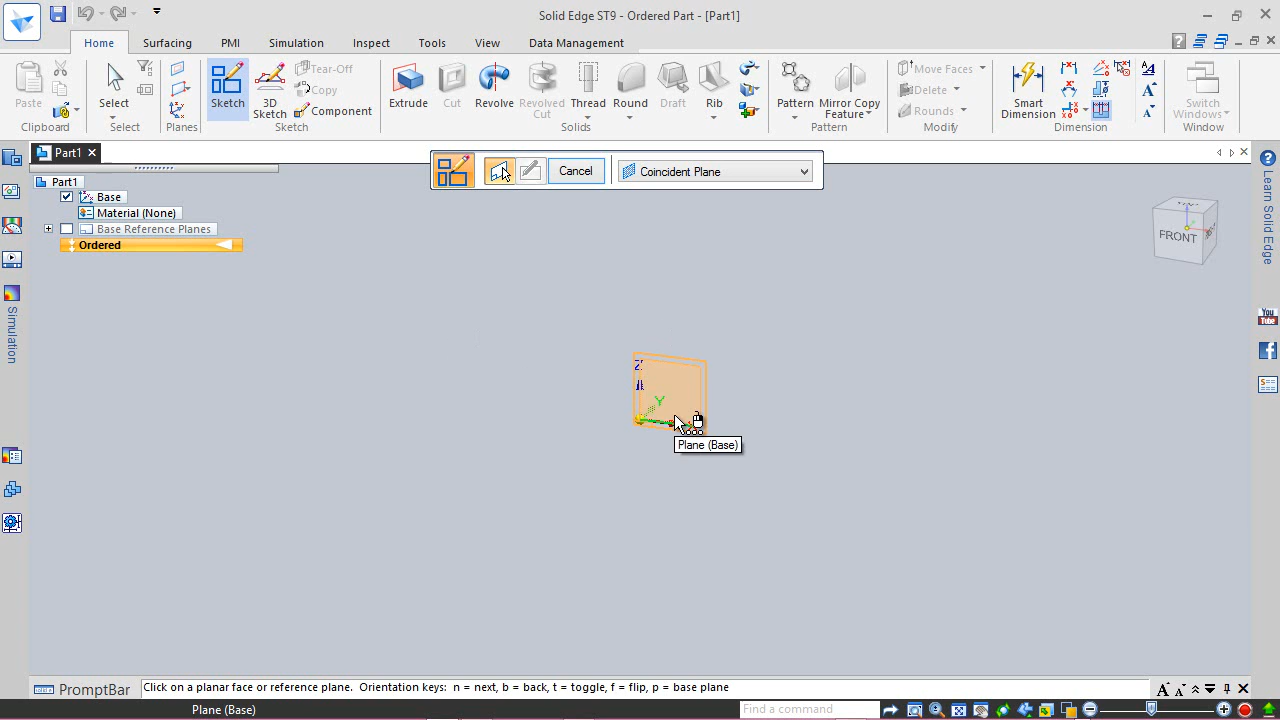 Solid Edge ST9 - Ordered Part - [Part1]
Home Surfacing PMI Simulation Inspect Tools View Data Management
Paste
Clipboard
Select
Select
Planes
Sketch
3D Sketch
Tear-Off
Copy
Component
Sketch
Extrude
Cut
Revolve
Revolved Cut
Thread
Round
Draft
Rib
Solids
Pattern
Mirror Copy Feature
Pattern
Move Faces
Delete
Rounds
Modify
Smart Dimension
Dimension
Switch Windows
Window
Part1
Cancel
Coincident Plane
Part1
Base
Material (None)
Base Reference Planes
Ordered
Simulation
FRONT
Learn Solid Edge
You Tube
Z
Y
Plane (Base)
PromptBar
Click on a planar face or reference plane. Orientation keys: n = next, b = back, t = toggle, f = flip, p = base plane
Plane (Base)
Find a command